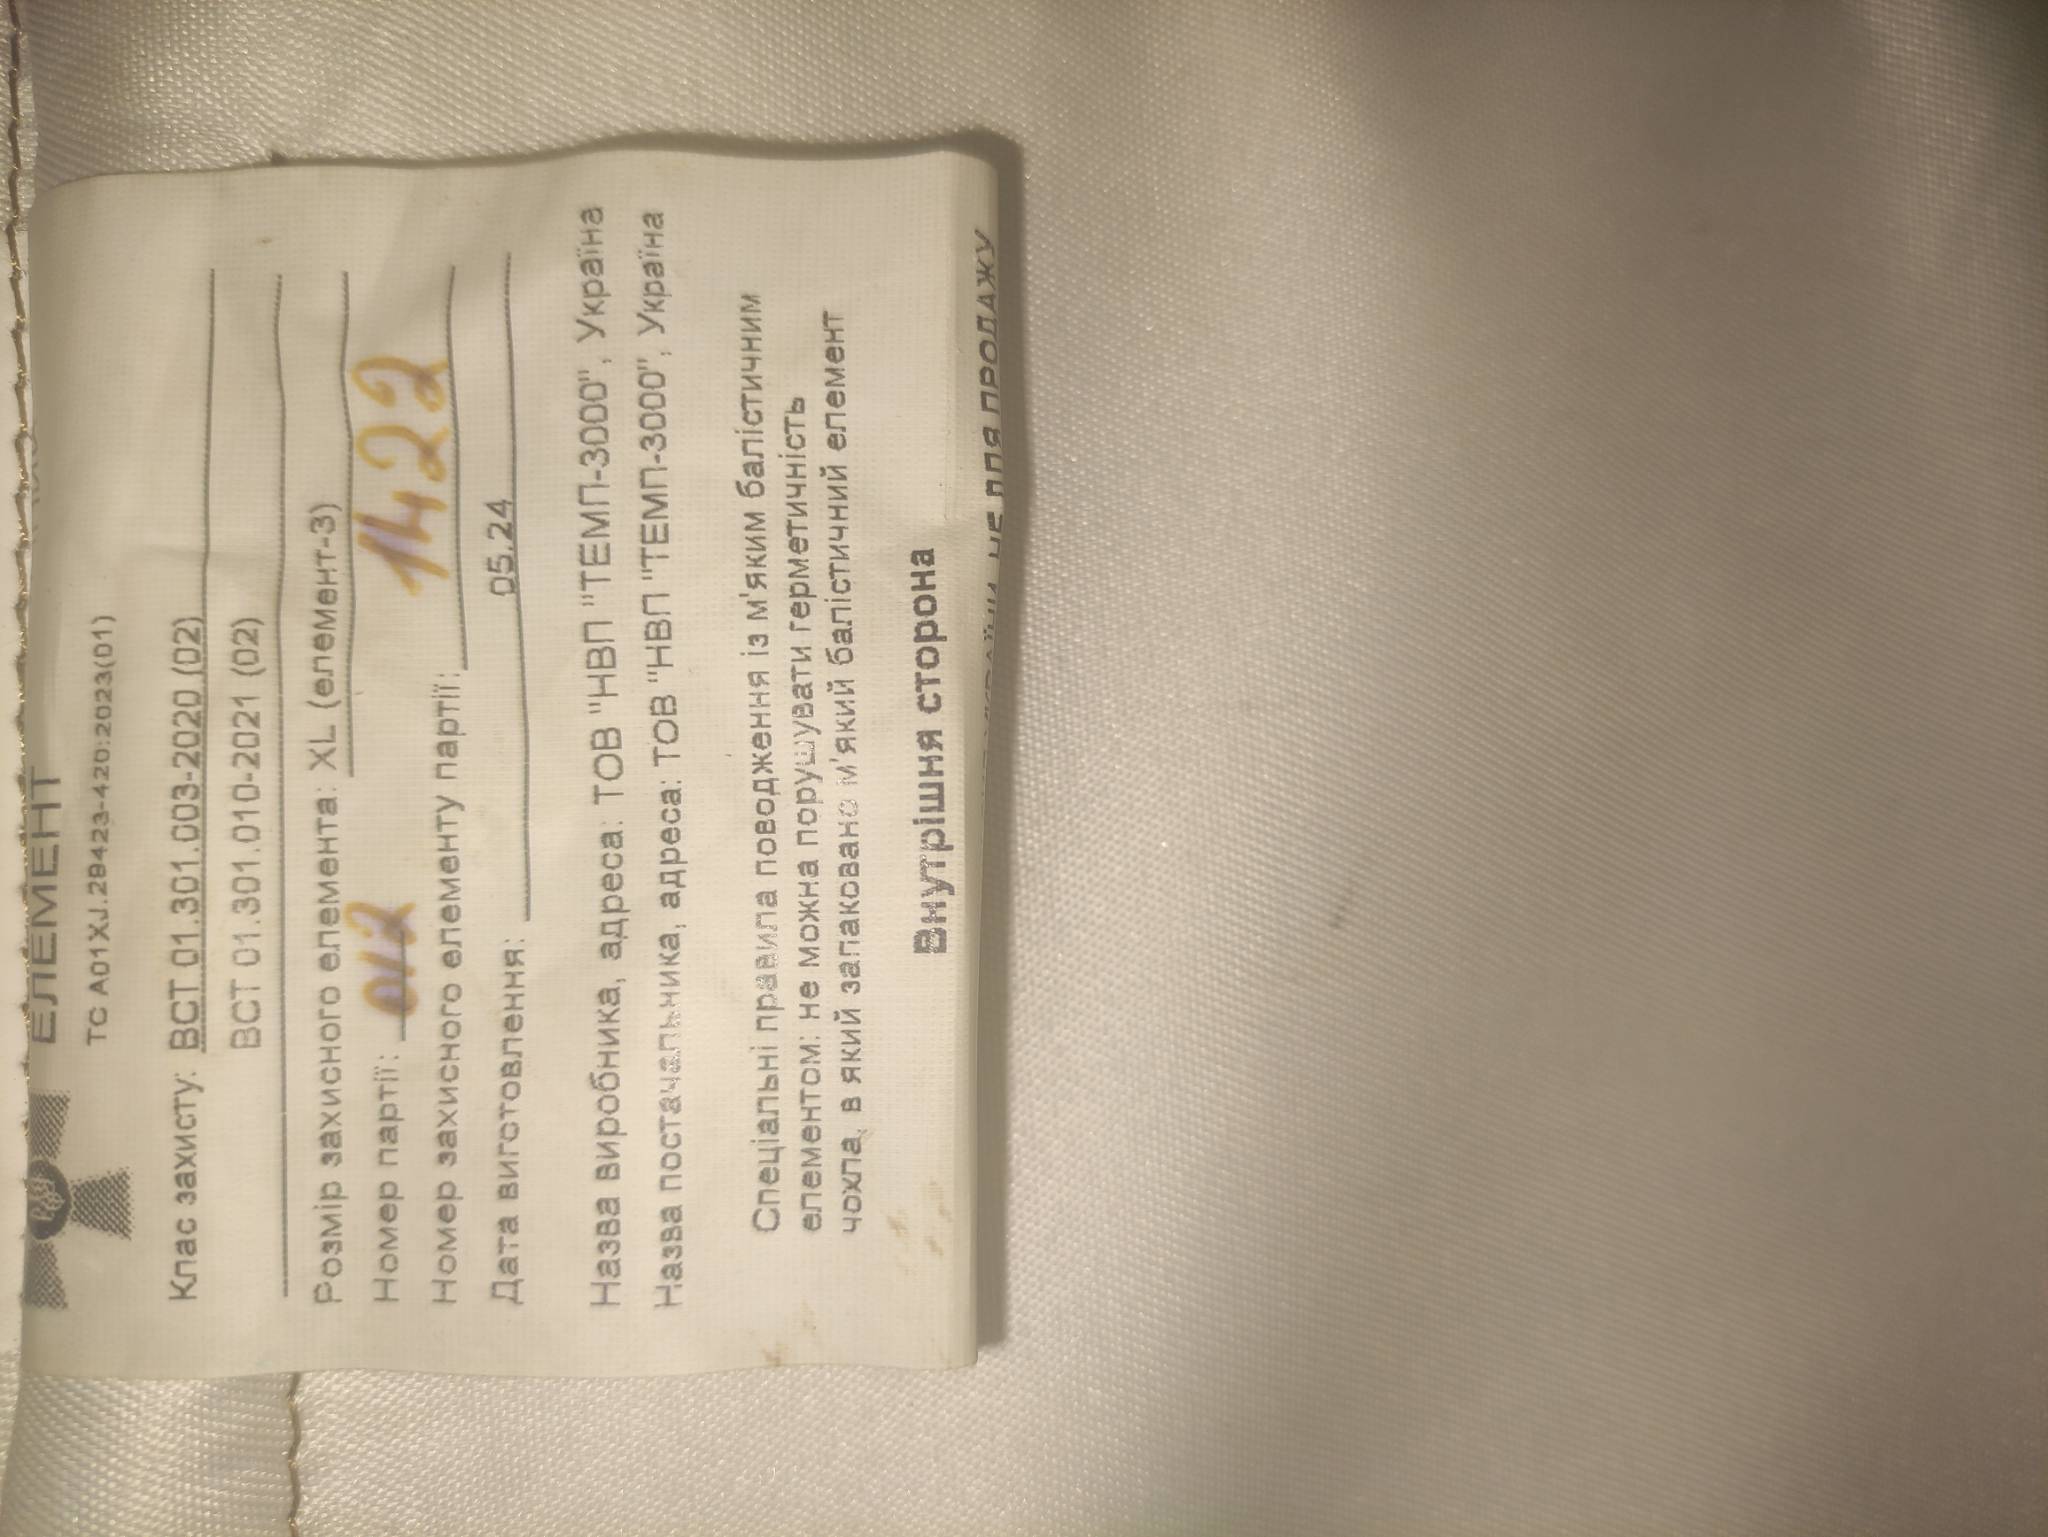 ЕЛЕМЕНТ
ТС A01XJ.28423-420:2023(01)
Клас захисту: ВСТ 01.301.003-2020 (02)
ВСТ 01.301.010-2021 (02)
Розмір захисного елемента: XL (елемент-3)
Номер партії: 012 1422
Номер захисного елементу партії:
Дата виготовлення: 05.24
Назва виробника, адреса: ТОВ "НВП "ТЕМП-3000", Україна
Назва постачальника, адреса: ТОВ "НВП "ТЕМП-3000", Україна
Спеціальні правила поводження із м'яким балістичним
елементом: не можна порушувати герметичність
чохла, в який запаковано м'який балістичний елемент
Внутрішня сторона
НЕ ДЛЯ ПРОДАЖУ